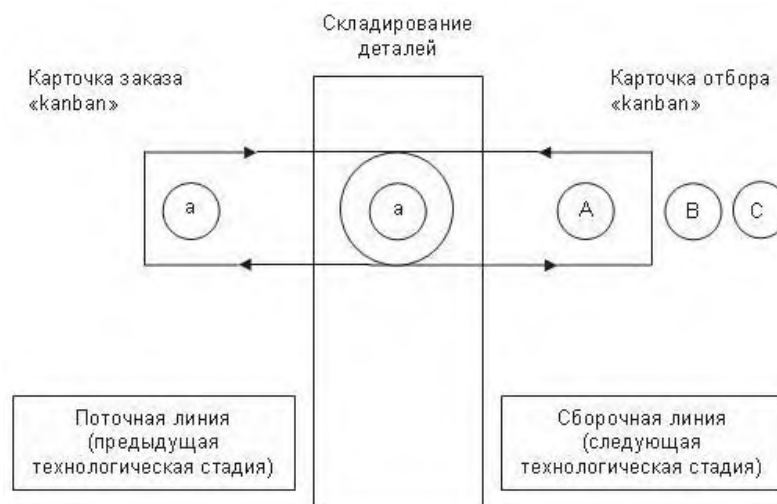 Складирование
деталей
Карточка заказа
«kanban»
Карточка отбора
«kanban»
а
а
А
В
С
Поточная линия
(предыдущая
технологическая стадия)
Сборочная линия
(следующая
технологическая стадия)